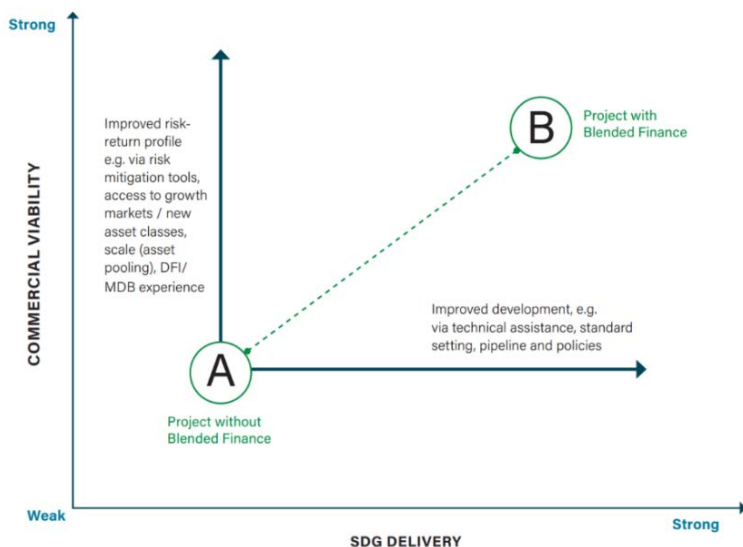 Strong
COMMERCIAL VIABILITY
Improved risk-
return profile
e.g. via risk
mitigation tools,
access to growth
markets / new
asset classes,
scale (asset
pooling), DFI/
MDB experience
B
Project with
Blended Finance
Improved development, e.g.
via technical assistance, standard
setting, pipeline and policies
A
Project without
Blended Finance
Weak
Strong
SDG DELIVERY